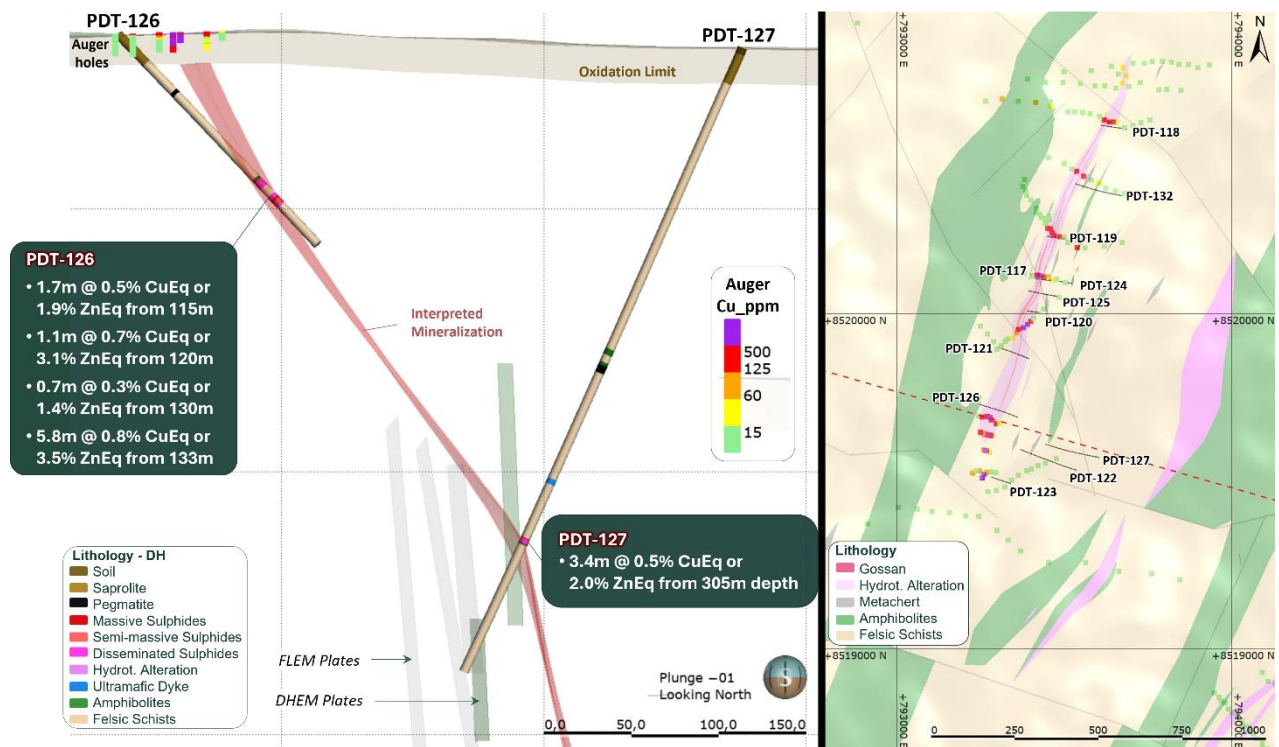 PDT-126
Auger
holes
PDT-127
Oxidation Limit
PDT-126
• 1.7m @ 0.5% CuEq or
1.9% ZnEq from 115m
• 1.1m @ 0.7% CuEq or
3.1% ZnEq from 120m
• 0.7m @ 0.3% CuEq or
1.4% ZnEq from 130m
• 5.8m @ 0.8% CuEq or
3.5% ZnEq from 133m
Interpreted
Mineralization
Auger
Cu_ppm
500
125
60
15
PDT-127
• 3.4m @ 0.5% CuEq or
2.0% ZnEq from 305m depth
Lithology - DH
Soil
Saprolite
Pegmatite
Massive Sulphides
Semi-massive Sulphides
Disseminated Sulphides
Hydrot. Alteration
Ultramafic Dyke
Amphibolites
Felsic Schists
FLEM Plates
DHEM Plates
Plunge −01
Looking North
S
0,0 50,0 100,0 150,0
+793000 E
+794000 E
N
PDT-118
PDT-132
PDT-119
PDT-117
PDT-124
PDT-125
PDT-120
+8520000 N
+8520000 N
PDT-121
PDT-126
PDT-127
PDT-122
PDT-123
Lithology
Gossan
Hydrot. Alteration
Metachert
Amphibolites
Felsic Schists
+8519000 N
+8519000 N
+793000 E
+794000 E
0 250 500 750 1000